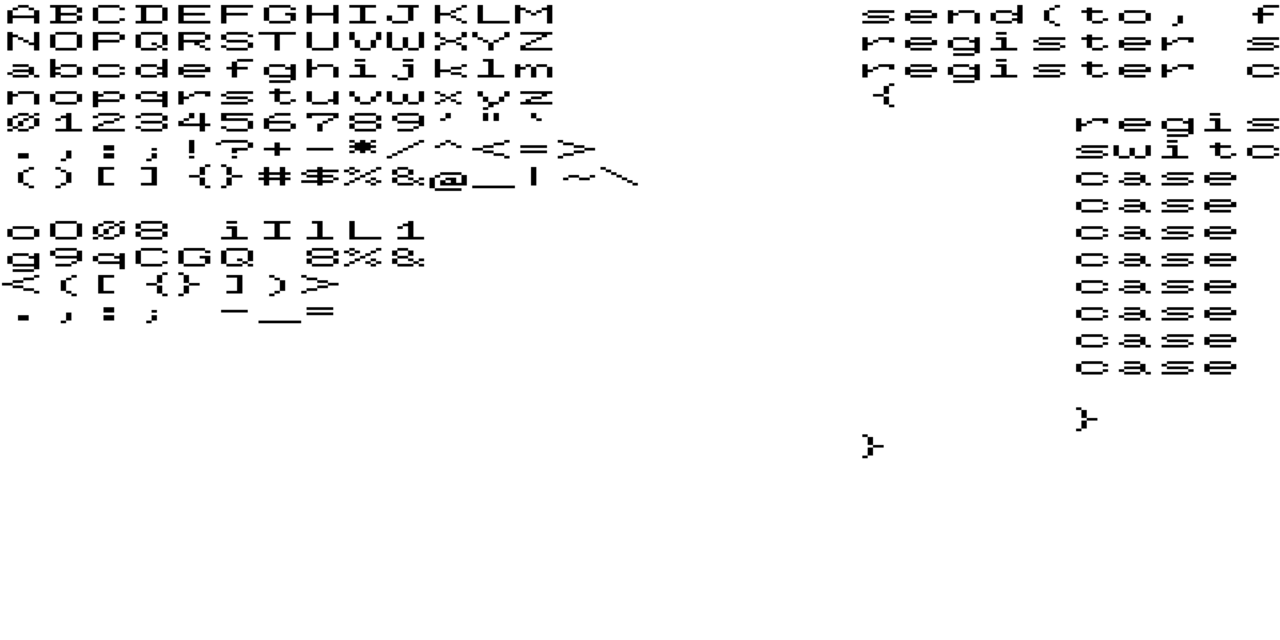 ABCDEFGHIJKLM
NOPQRSTUVWXYZ
abcdefghijklm
nopqrstuvwxyz
0123456789'"`
.,:;!?+-*/^<=>
()[]{}#$%&@_|~\
oO08 iIlL1
g9qCGQ 8%&
<([{}])>
.,:; -_=
send(to, f
register s
register c
{
regis
switc
case
case
case
case
case
case
case
case
}
}